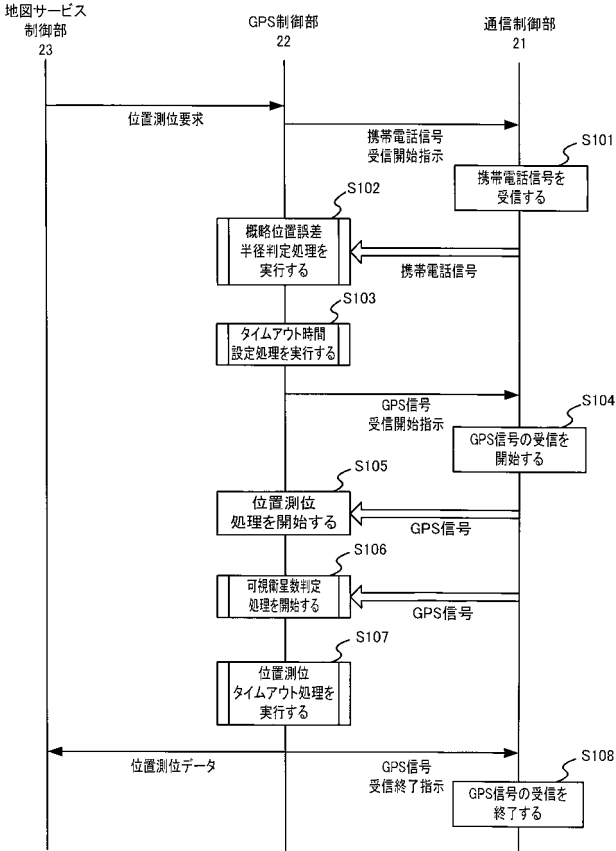 地図サービス
制御部
23
GPS制御部
22
通信制御部
21
位置測位要求
携帯電話信号
受信開始指示
S101
携帯電話信号を
受信する
S102
概略位置誤差
半径判定処理を
実行する
携帯電話信号
S103
タイムアウト時間
設定処理を実行する
GPS信号
受信開始指示
S104
GPS信号の受信を
開始する
S105
位置測位
処理を開始する
GPS信号
S106
可視衛星数判定
処理を開始する
GPS信号
S107
位置測位
タイムアウト処理を
実行する
位置測位データ
GPS信号
受信終了指示
S108
GPS信号の受信を
終了する